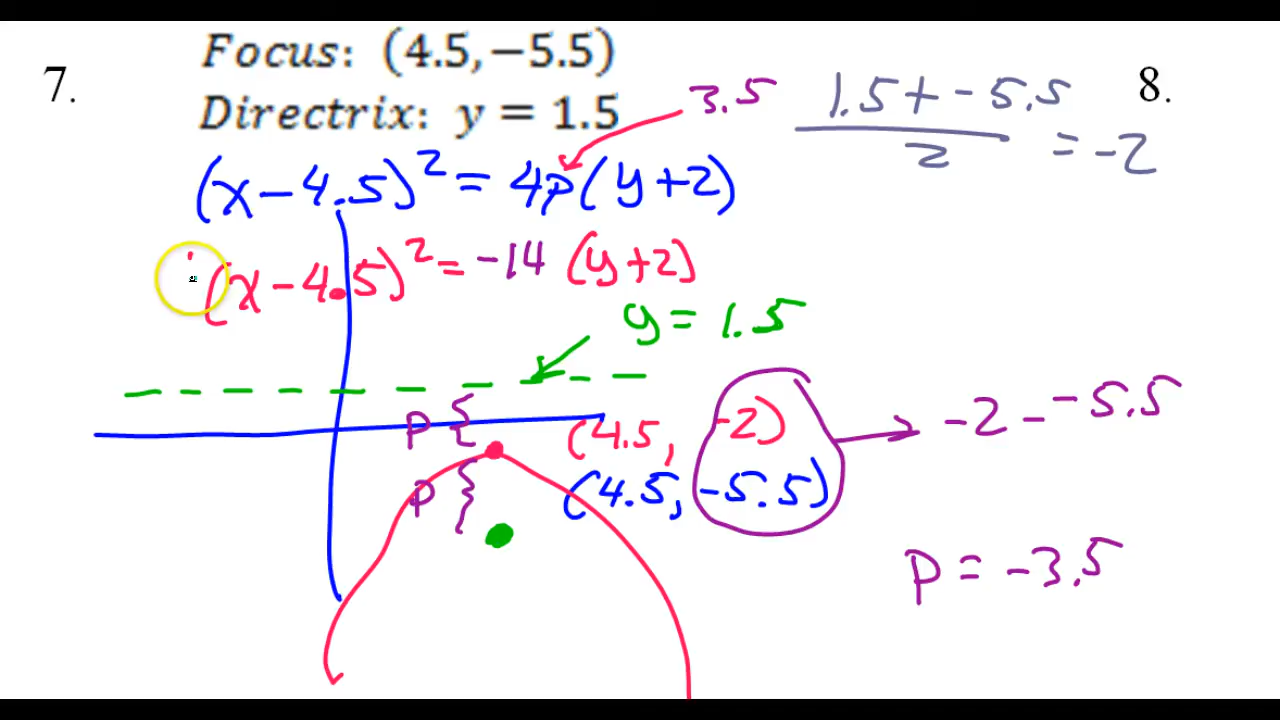 7.
Focus: (4.5,−5.5)
Directrix: y = 1.5
3.5
1.5 + - 5.5
2
= -2
8.
(x - 4.5)² = 4p(y+2)
(x - 4.5)² = -14 (y+2)
y = 1.5
P
(4.5, -2)
-2 - -5.5
P
(4.5, -5.5)
P = -3.5